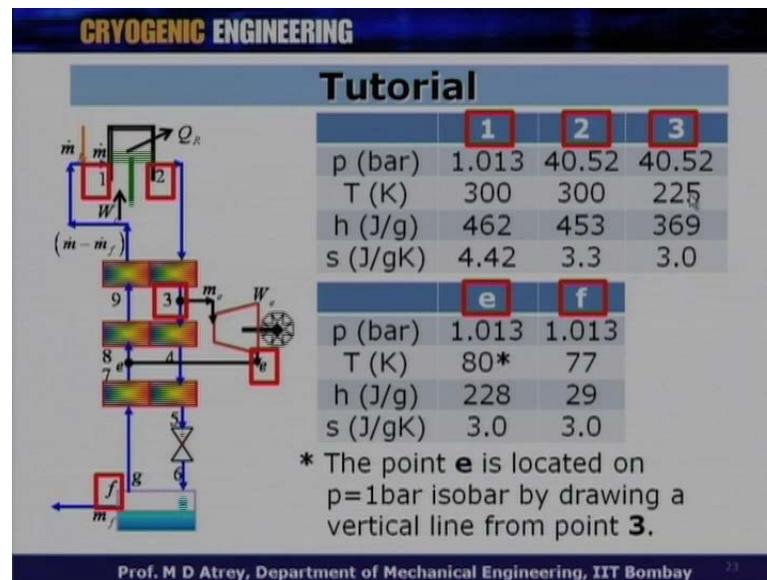 CRYOGENIC ENGINEERING
Tutorial
1 2 3
p (bar) 1.013 40.52 40.52
T (K) 300 300 225
h (J/g) 462 453 369
s (J/gK) 4.42 3.3 3.0
e f
p (bar) 1.013 1.013
T (K) 80* 77
h (J/g) 228 29
s (J/gK) 3.0 3.0
* The point e is located on
p=1bar isobar by drawing a
vertical line from point 3.
ṁ ṁ Q_R
1 2
W
(ṁ − ṁ_f)
9 3 m_e W_e
8 e 4 e
7
5
g 6
f
m_f
Prof. M D Atrey, Department of Mechanical Engineering, IIT Bombay 23